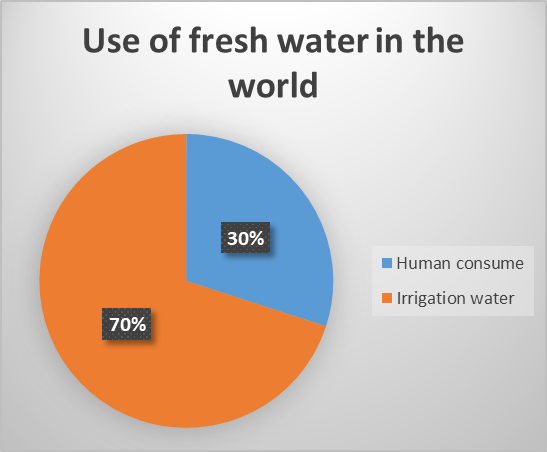 Use of fresh water in the
world
30%
70%
Human consume
Irrigation water